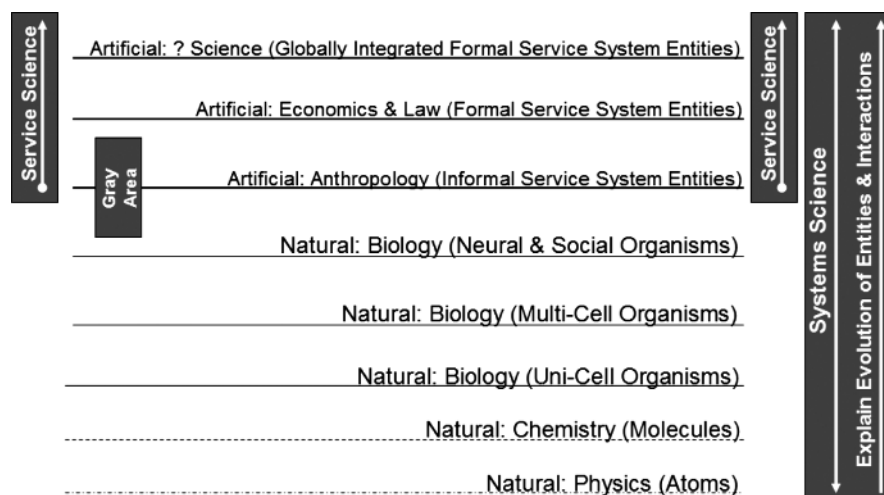 Service Science
Artificial: ? Science (Globally Integrated Formal Service System Entities)
Artificial: Economics & Law (Formal Service System Entities)
Gray
Area
Artificial: Anthropology (Informal Service System Entities)
Natural: Biology (Neural & Social Organisms)
Natural: Biology (Multi-Cell Organisms)
Natural: Biology (Uni-Cell Organisms)
Natural: Chemistry (Molecules)
Natural: Physics (Atoms)
Service Science
Systems Science
Explain Evolution of Entities & Interactions